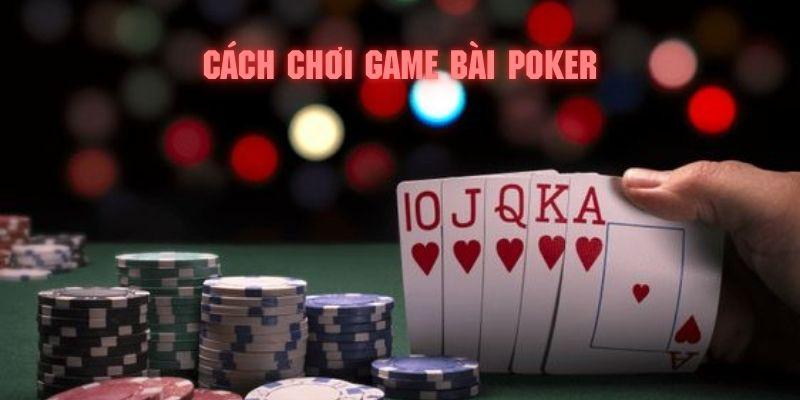 CÁCH CHƠI GAME BÀI POKER
10 J Q K A
A